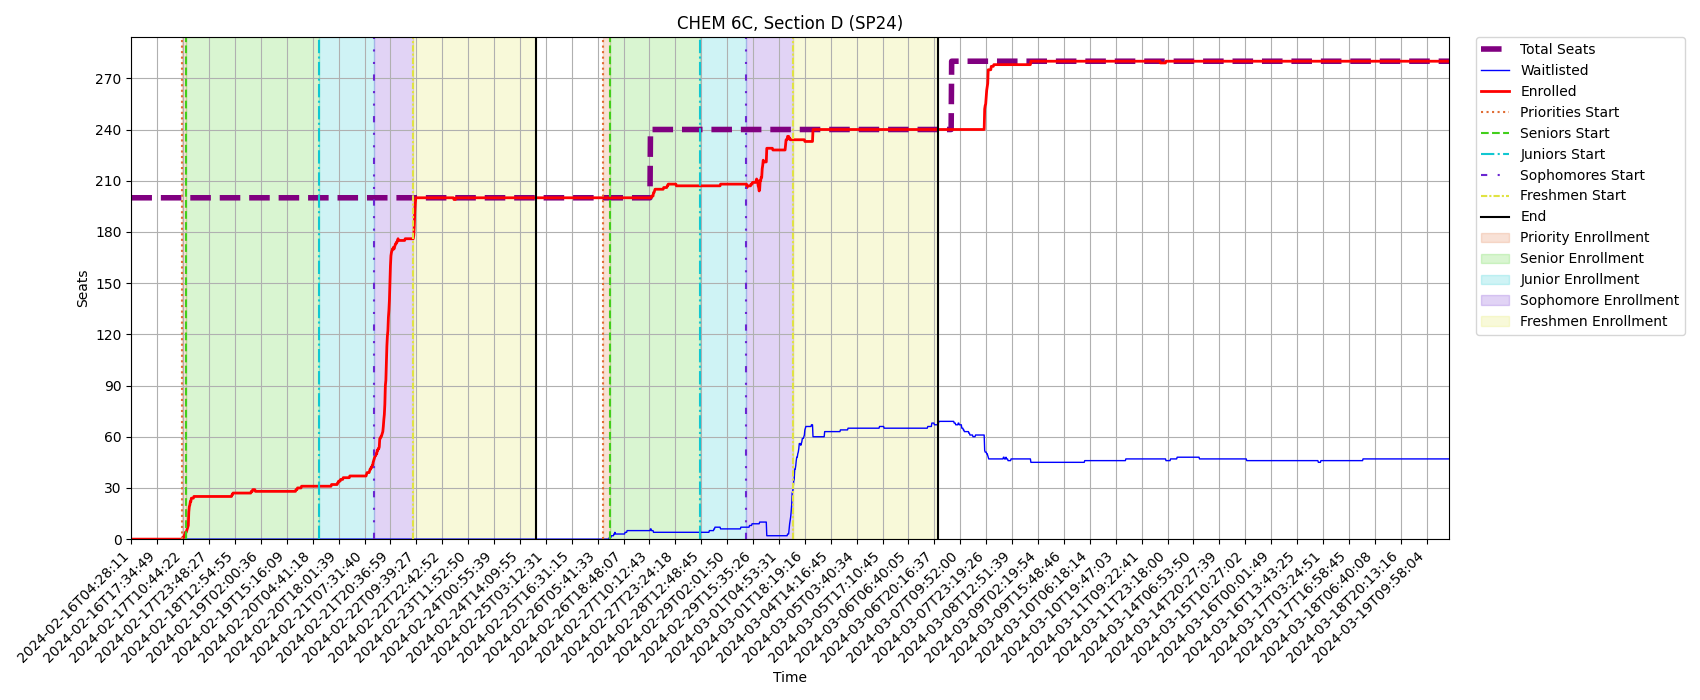 CHEM 6C, Section D (SP24)
Seats
270
240
210
180
150
120
90
60
30
0
2024-02-16T04:28:11
2024-02-16T17:34:49
2024-02-17T10:44:22
2024-02-17T23:48:27
2024-02-18T12:54:55
2024-02-19T02:00:36
2024-02-19T15:16:09
2024-02-20T04:41:18
2024-02-20T18:01:39
2024-02-21T07:31:40
2024-02-21T20:36:59
2024-02-22T09:39:27
2024-02-22T22:42:52
2024-02-23T11:52:50
2024-02-24T00:55:39
2024-02-24T14:09:55
2024-02-25T03:12:31
2024-02-25T16:31:15
2024-02-26T05:41:33
2024-02-26T18:48:07
2024-02-27T10:12:43
2024-02-27T23:24:18
2024-02-28T12:48:45
2024-02-29T02:01:50
2024-02-29T15:35:26
2024-03-01T04:53:31
2024-03-01T18:19:16
2024-03-04T14:16:45
2024-03-05T03:40:34
2024-03-05T17:10:45
2024-03-06T06:40:05
2024-03-06T20:16:37
2024-03-07T09:52:00
2024-03-07T23:19:26
2024-03-08T12:51:39
2024-03-09T02:19:54
2024-03-09T15:48:46
2024-03-10T06:18:14
2024-03-10T19:47:03
2024-03-11T09:22:41
2024-03-11T23:18:00
2024-03-14T06:53:50
2024-03-14T20:27:39
2024-03-15T10:27:02
2024-03-16T00:01:49
2024-03-16T13:43:25
2024-03-17T03:24:51
2024-03-17T16:58:45
2024-03-18T06:40:08
2024-03-18T20:13:16
2024-03-19T09:58:04
Time
Total Seats
Waitlisted
Enrolled
Priorities Start
Seniors Start
Juniors Start
Sophomores Start
Freshmen Start
End
Priority Enrollment
Senior Enrollment
Junior Enrollment
Sophomore Enrollment
Freshmen Enrollment